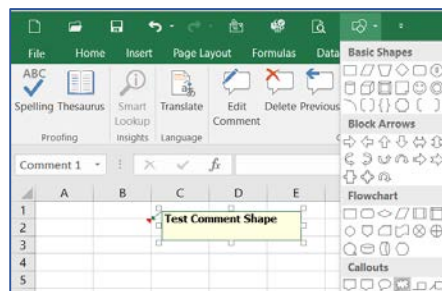 File Home Insert Page Layout Formulas Data
Basic Shapes
ABC
Spelling Thesaurus Smart Lookup Translate Edit Comment Delete Previous
Proofing Insights Language
Block Arrows
Comment 1 fx
Flowchart
A B C D E
1 Test Comment Shape
2
3
4
Callouts
5